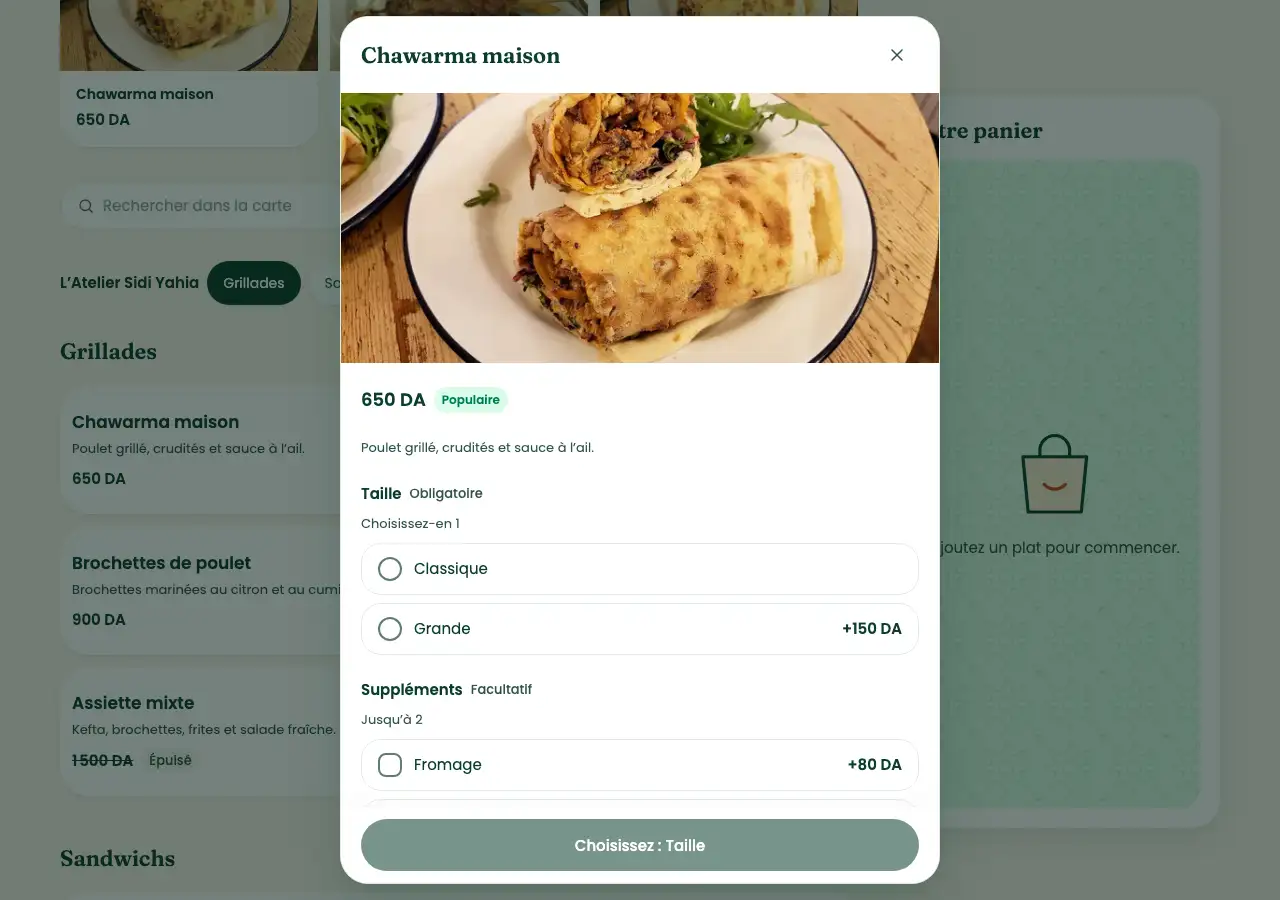 Chawarma maison
650 DA
Rechercher dans la carte
L’Atelier Sidi Yahia
Grillades
Grillades
Chawarma maison
Poulet grillé, crudités et sauce à l’ail.
650 DA
Brochettes de poulet
Brochettes marinées au citron et au
900 DA
Assiette mixte
Kefta, brochettes, frites et salade fraîche.
1 500 DA
Épuisé
Sandwichs
Chawarma maison
650 DA
Populaire
Poulet grillé, crudités et sauce à l’ail.
Taille Obligatoire
Choisissez-en 1
Classique
Grande +150 DA
Suppléments Facultatif
Jusqu’à 2
Fromage +80 DA
Choisissez : Taille
panier
un plat pour commencer.